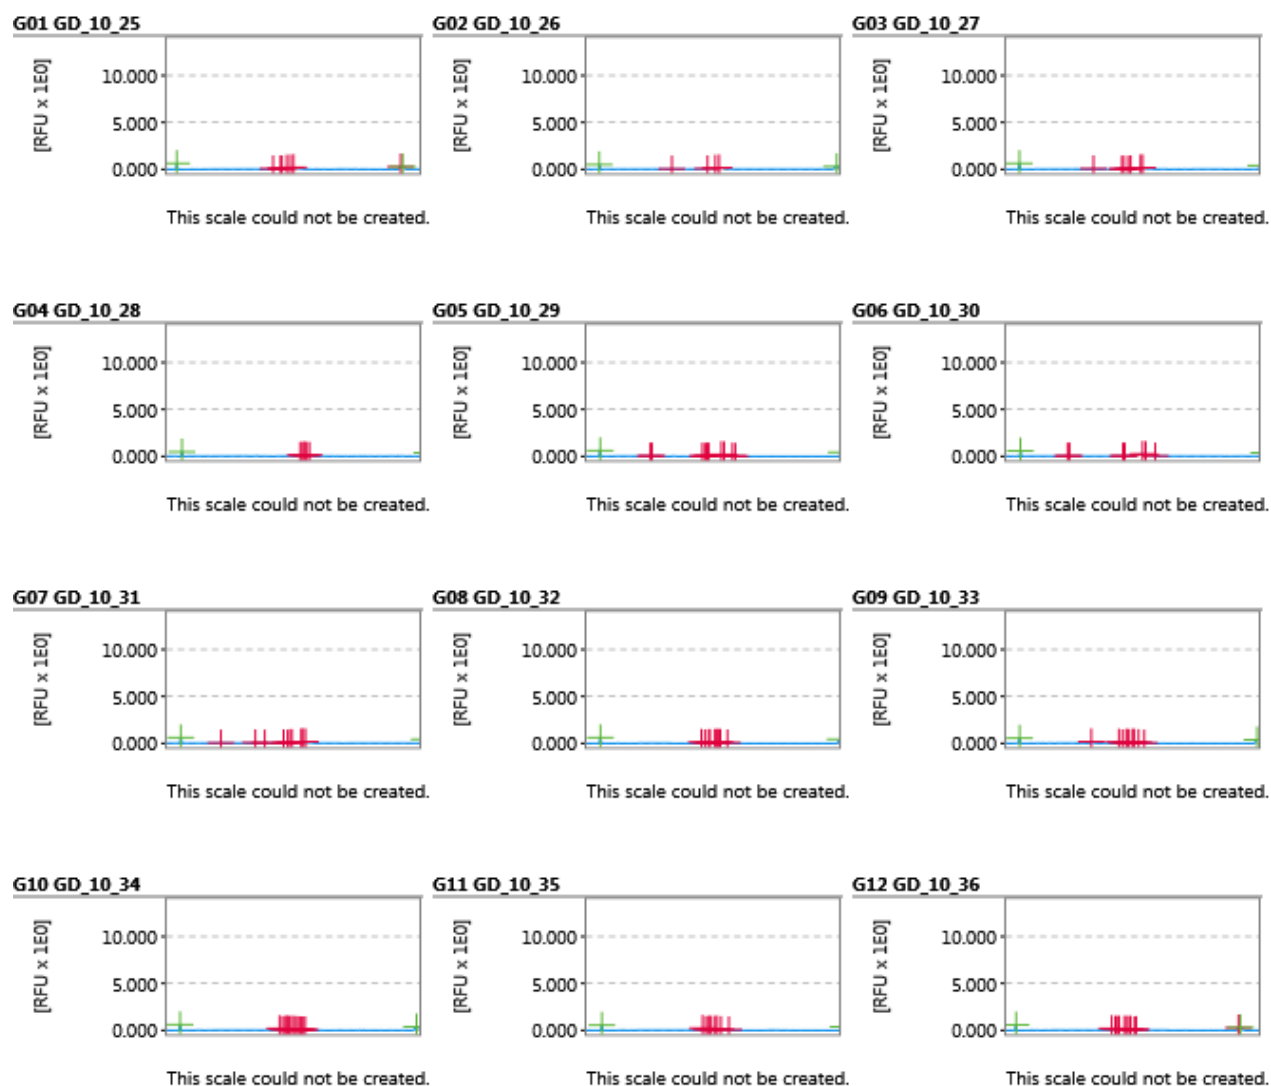 G01 GD_10_25 G02 GD_10_26 G03 GD_10_27
[RFU x 1E0] 10.000 [RFU x 1E0] 10.000 [RFU x 1E0] 10.000
5.000 5.000 5.000
0.000 0.000 0.000
This scale could not be created. This scale could not be created. This scale could not be created.
G04 GD_10_28 G05 GD_10_29 G06 GD_10_30
[RFU x 1E0] 10.000 [RFU x 1E0] 10.000 [RFU x 1E0] 10.000
5.000 5.000 5.000
0.000 0.000 0.000
This scale could not be created. This scale could not be created. This scale could not be created.
G07 GD_10_31 G08 GD_10_32 G09 GD_10_33
[RFU x 1E0] 10.000 [RFU x 1E0] 10.000 [RFU x 1E0] 10.000
5.000 5.000 5.000
0.000 0.000 0.000
This scale could not be created. This scale could not be created. This scale could not be created.
G10 GD_10_34 G11 GD_10_35 G12 GD_10_36
[RFU x 1E0] 10.000 [RFU x 1E0] 10.000 [RFU x 1E0] 10.000
5.000 5.000 5.000
0.000 0.000 0.000
This scale could not be created. This scale could not be created. This scale could not be created.